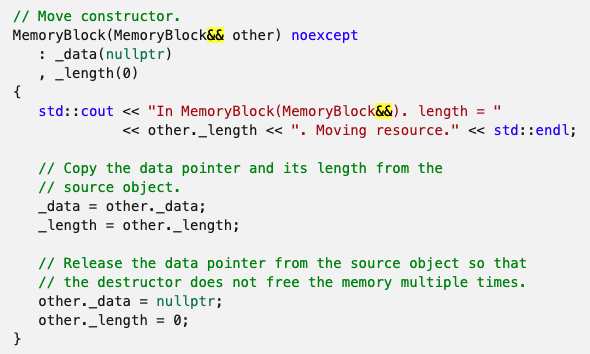 // Move constructor.
MemoryBlock(MemoryBlock&& other) noexcept
   : _data(nullptr)
   , _length(0)
{
   std::cout << "In MemoryBlock(MemoryBlock&&). length = "
             << other._length << ". Moving resource." << std::endl;

   // Copy the data pointer and its length from the
   // source object.
   _data = other._data;
   _length = other._length;

   // Release the data pointer from the source object so that
   // the destructor does not free the memory multiple times.
   other._data = nullptr;
   other._length = 0;
}